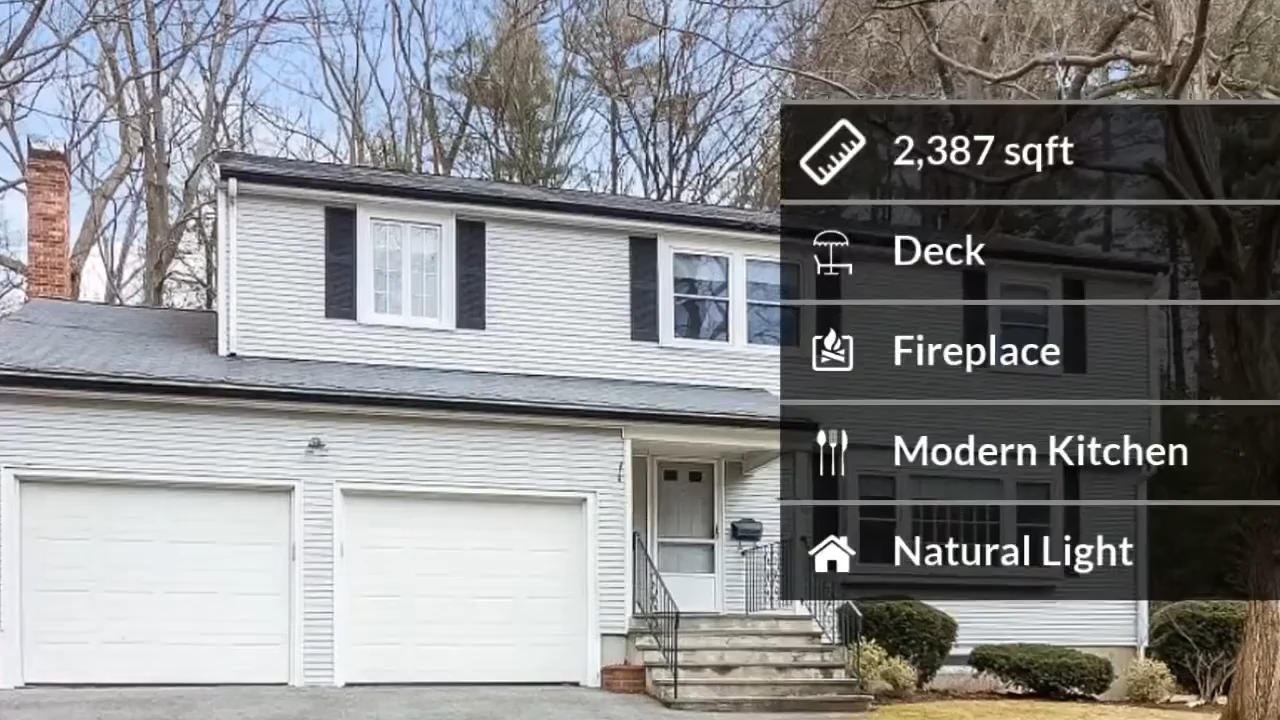 2,387 sqft
Deck
Fireplace
Modern Kitchen
Natural Light